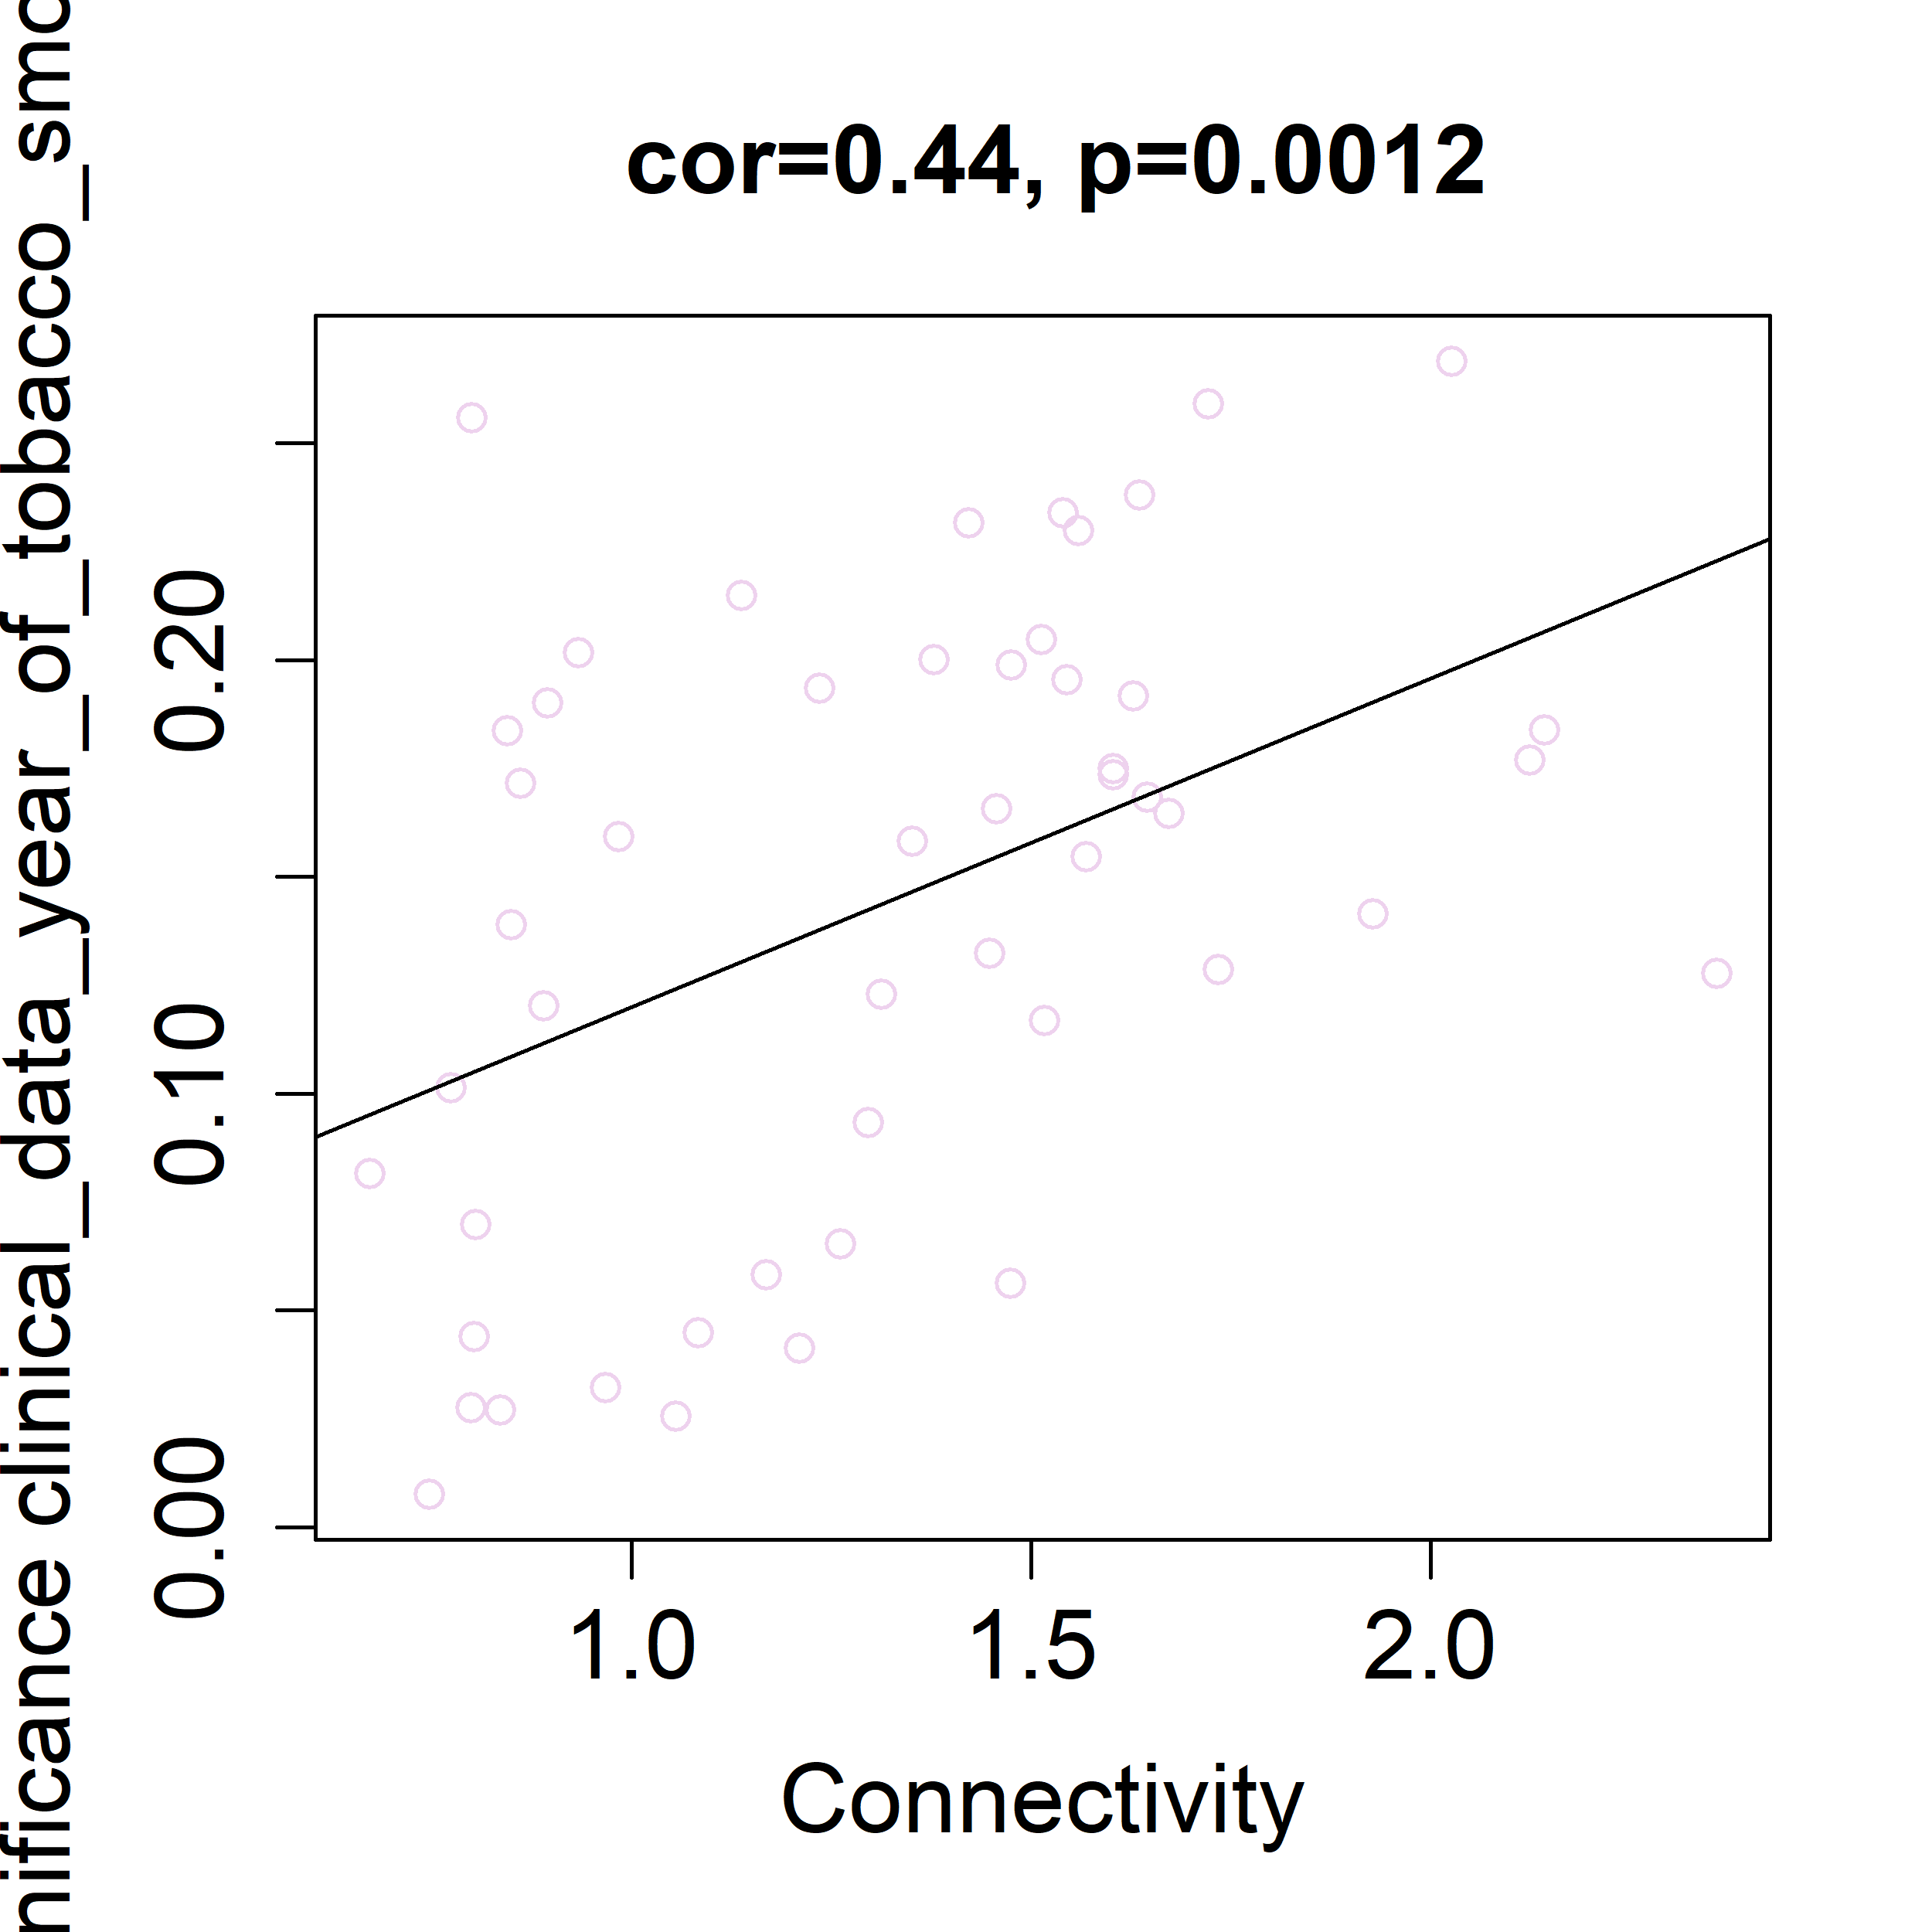 cor=0.44, p=0.0012
nificance clinical_data_year_of_tobacco_smo
0.20
0.10
0.00
1.0 1.5 2.0
Connectivity